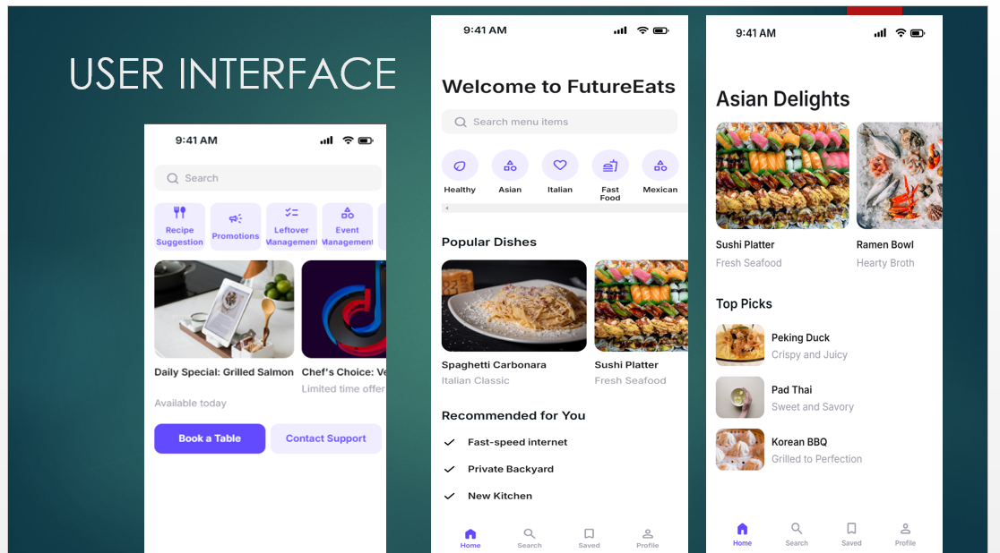 USER INTERFACE
9:41 AM
Search
Recipe
Suggestion
Promotions
Leftover
Management
Event
Management
Daily Special: Grilled Salmon
Available today
Chef's Choice: Ve
Limited time offer
Book a Table
Contact Support
9:41 AM
Welcome to FutureEats
Search menu items
Healthy
Asian
Italian
Fast
Food
Mexican
Popular Dishes
Spaghetti Carbonara
Italian Classic
Sushi Platter
Fresh Seafood
Recommended for You
Fast-speed internet
Private Backyard
New Kitchen
Home
Search
Saved
Profile
9:41 AM
Asian Delights
Sushi Platter
Fresh Seafood
Ramen Bowl
Hearty Broth
Top Picks
Peking Duck
Crispy and Juicy
Pad Thai
Sweet and Savory
Korean BBQ
Grilled to Perfection
Home
Search
Saved
Profile